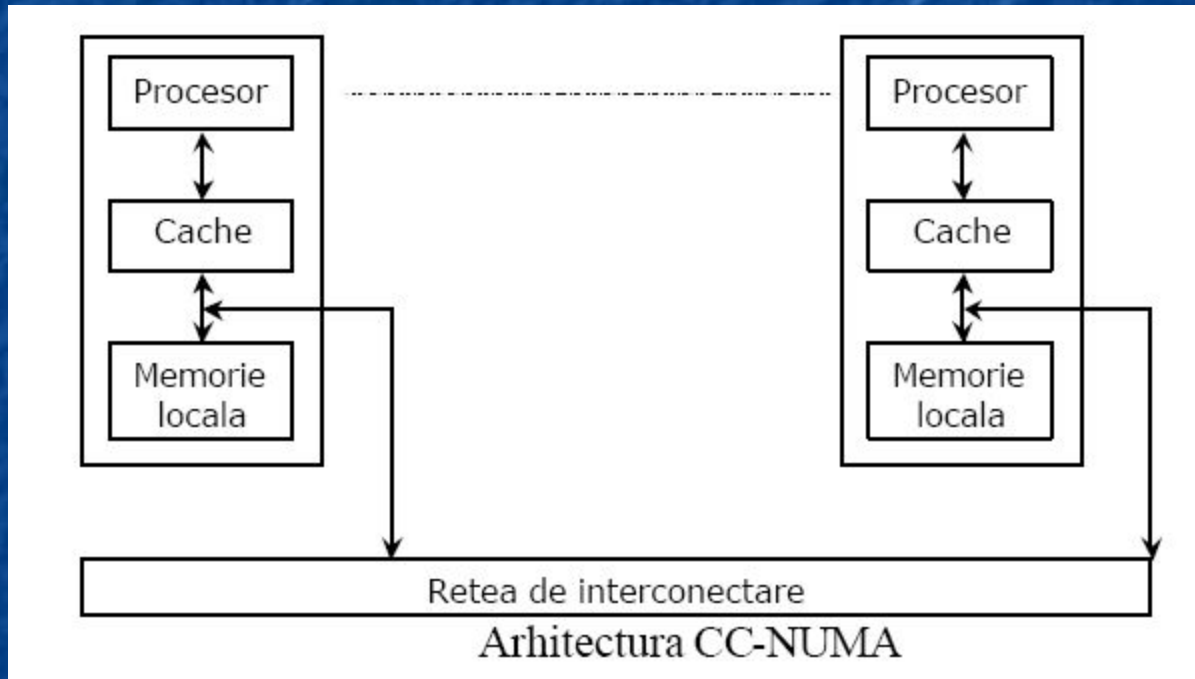 Procesor
Cache
Memorie
locala
Procesor
Cache
Memorie
locala
Retea de interconectare
Arhitectura CC-NUMA